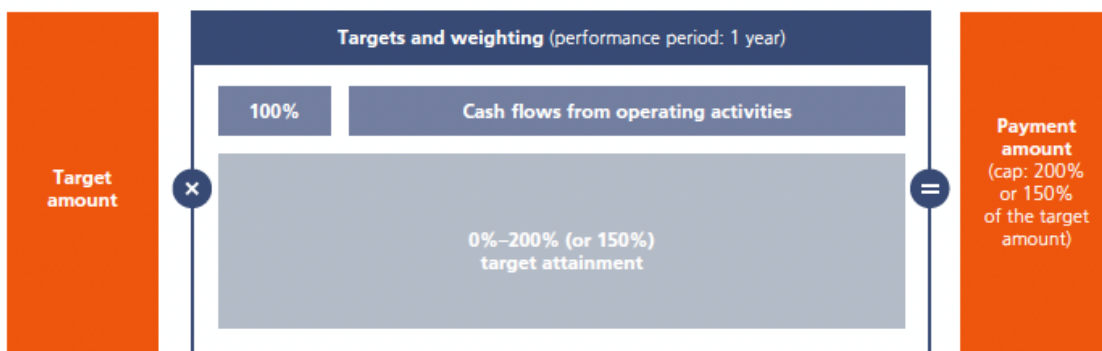 Targets and weighting (performance period: 1 year)
100%
Cash flows from operating activities
Target
amount
×
0%–200% (or 150%)
target attainment
=
Payment
amount
(cap: 200%
or 150%
of the target
amount)